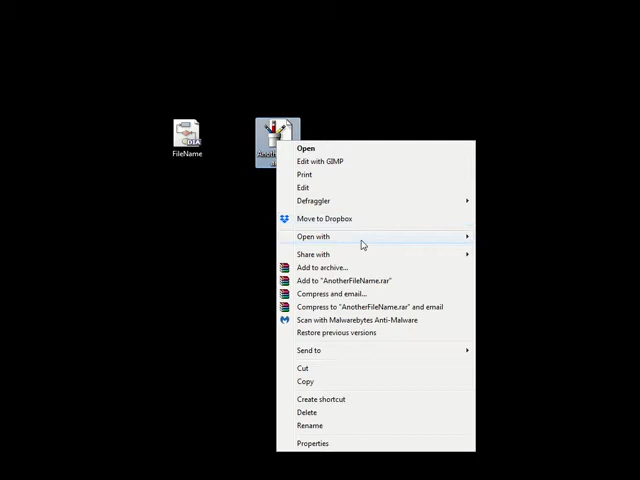 DIA
FileName
Open
Edit with GIMP
Print
Edit
Defraggler
Move to Dropbox
Open with
Share with
Add to archive...
Add to "AnotherFileName.rar"
Compress and email...
Compress to "AnotherFileName.rar" and email
Scan with Malwarebytes Anti-Malware
Restore previous versions
Send to
Cut
Copy
Create shortcut
Delete
Rename
Properties